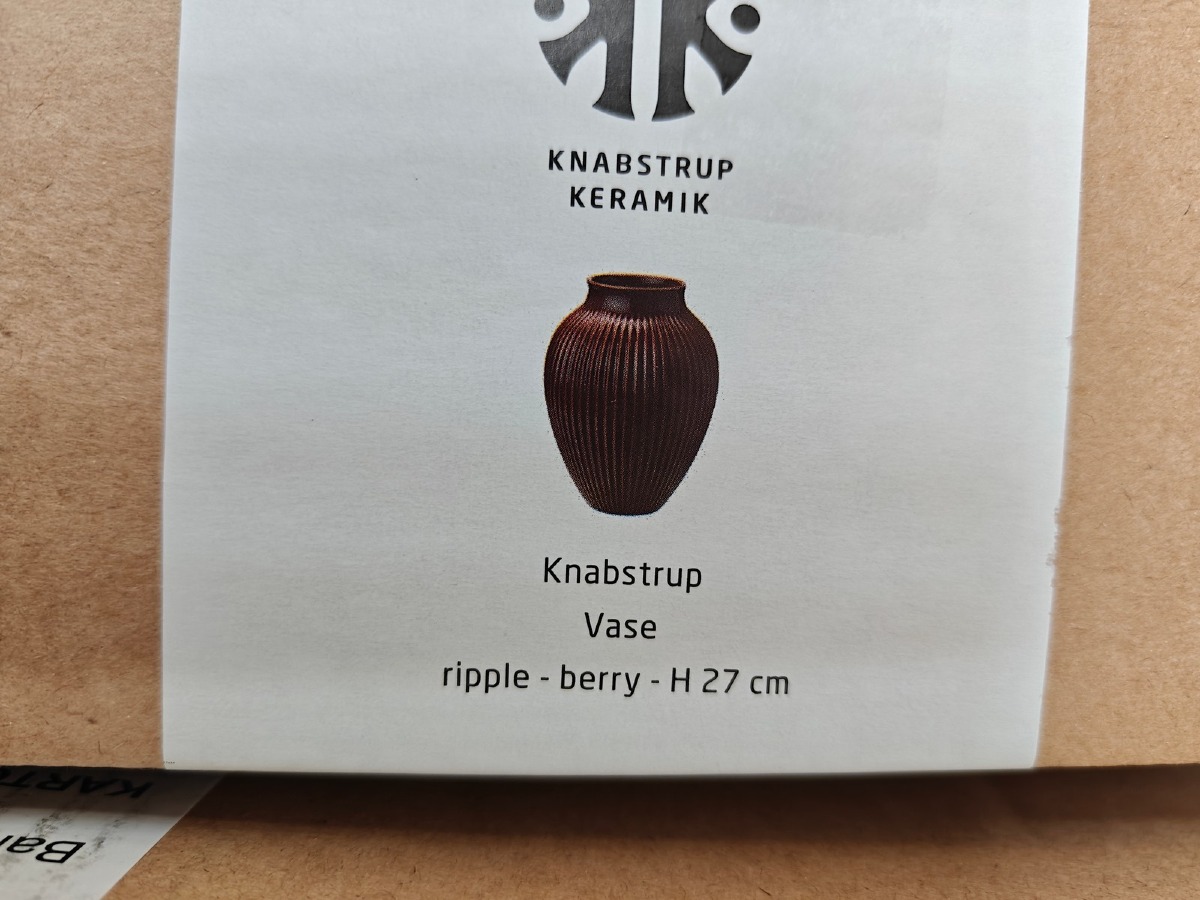 KNABSTRUP
KERAMIK
Knabstrup
Vase
ripple - berry - H 27 cm